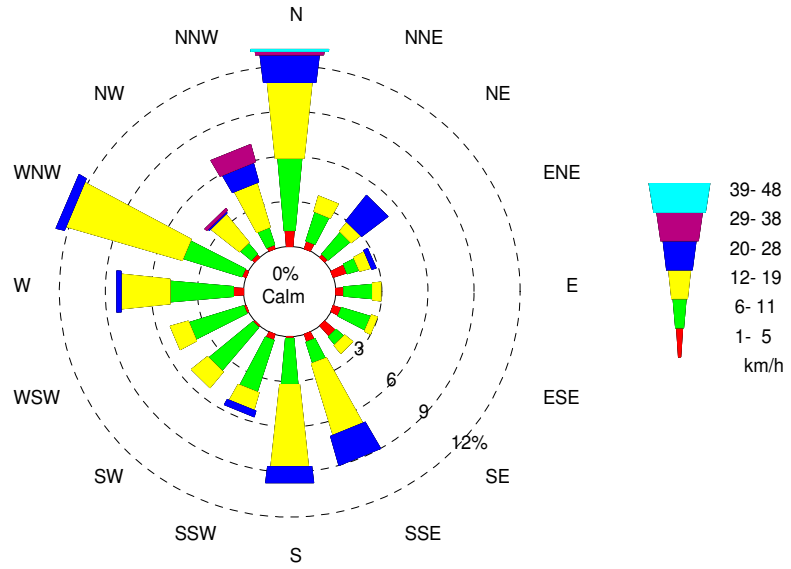 N
NNW
NNE
NW
NE
WNW
ENE
39- 48
29- 38
20- 28
12- 19
6- 11
1- 5
km/h
0%
Calm
W
E
3
6
9
12%
WSW
ESE
SW
SE
SSW
SSE
S